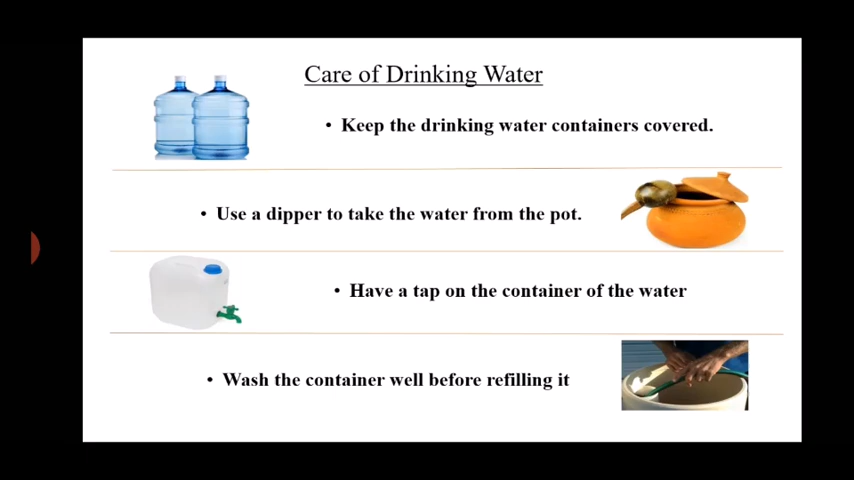 Care of Drinking Water
• Keep the drinking water containers covered.
• Use a dipper to take the water from the pot.
• Have a tap on the container of the water
• Wash the container well before refilling it